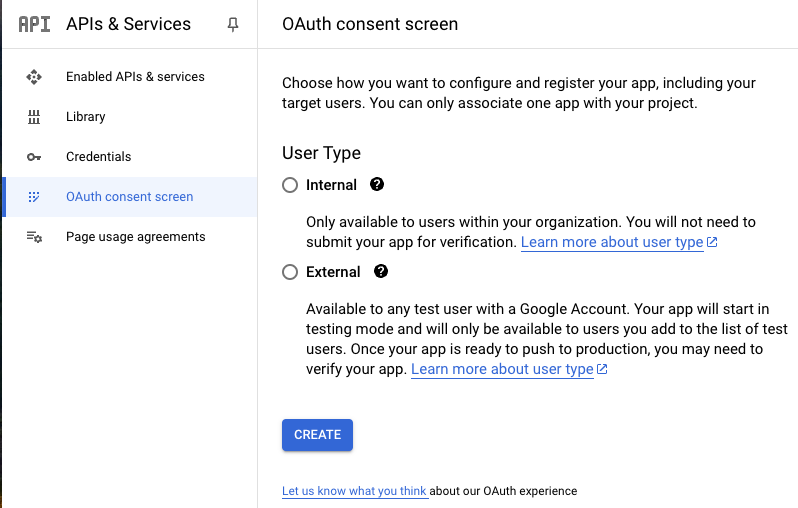 API APIs & Services
Enabled APIs & services
Library
Credentials
OAuth consent screen
Page usage agreements
OAuth consent screen
Choose how you want to configure and register your app, including your
target users. You can only associate one app with your project.
User Type
Internal
Only available to users within your organization. You will not need to
submit your app for verification. Learn more about user type
External
Available to any test user with a Google Account. Your app will start in
testing mode and will only be available to users you add to the list of test
users. Once your app is ready to push to production, you may need to
verify your app. Learn more about user type
CREATE
Let us know what you think about our OAuth experience